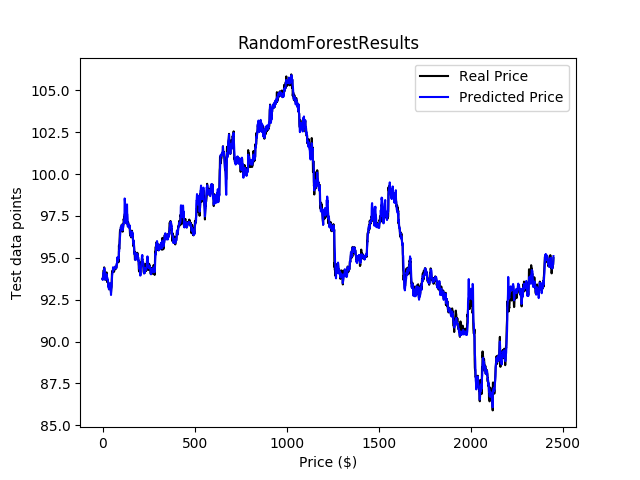 RandomForestResults
Real Price
Predicted Price
Test data points
105.0
102.5
100.0
97.5
95.0
92.5
90.0
87.5
85.0
0 500 1000 1500 2000 2500
Price ($)